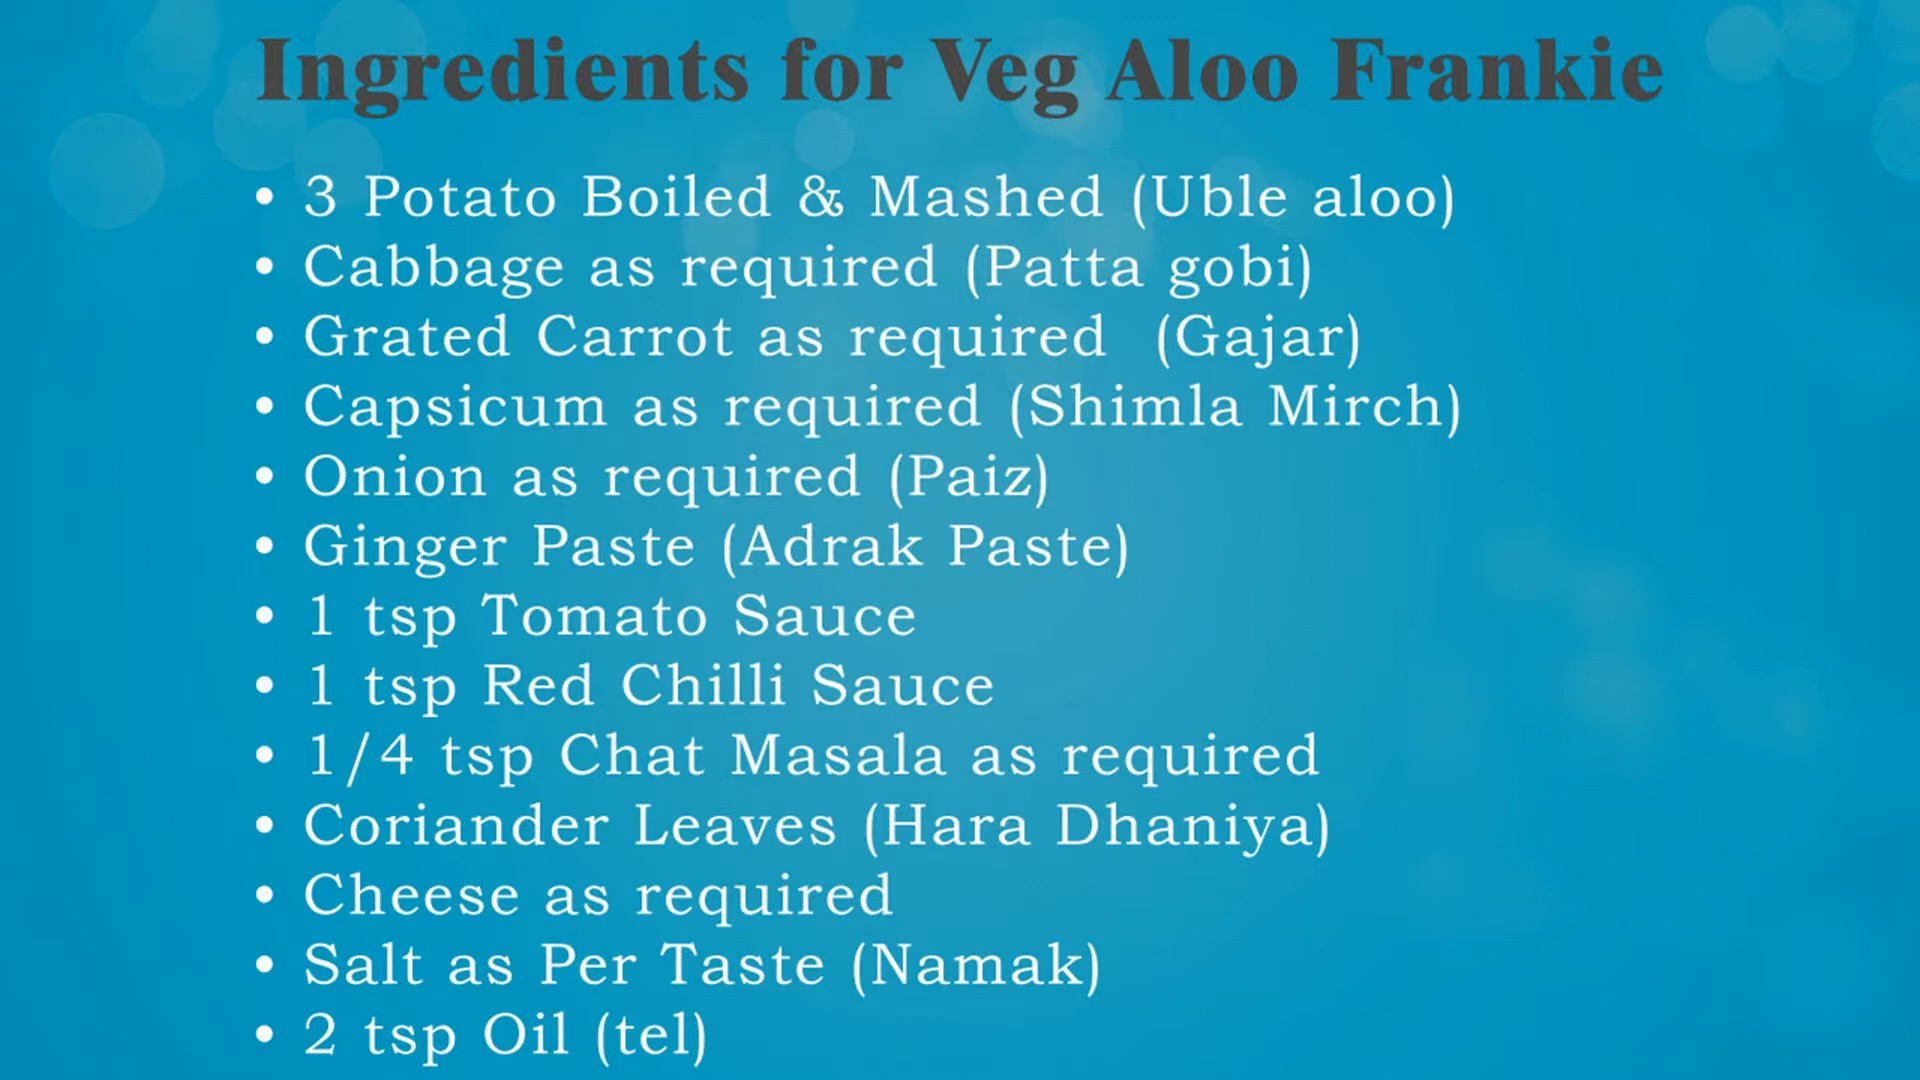 Ingredients for Veg Aloo Frankie
• 3 Potato Boiled & Mashed (Uble aloo)
• Cabbage as required (Patta gobi)
• Grated Carrot as required (Gajar)
• Capsicum as required (Shimla Mirch)
• Onion as required (Paiz)
• Ginger Paste (Adrak Paste)
• 1 tsp Tomato Sauce
• 1 tsp Red Chilli Sauce
• 1/4 tsp Chat Masala as required
• Coriander Leaves (Hara Dhaniya)
• Cheese as required
• Salt as Per Taste (Namak)
• 2 tsp Oil (tel)